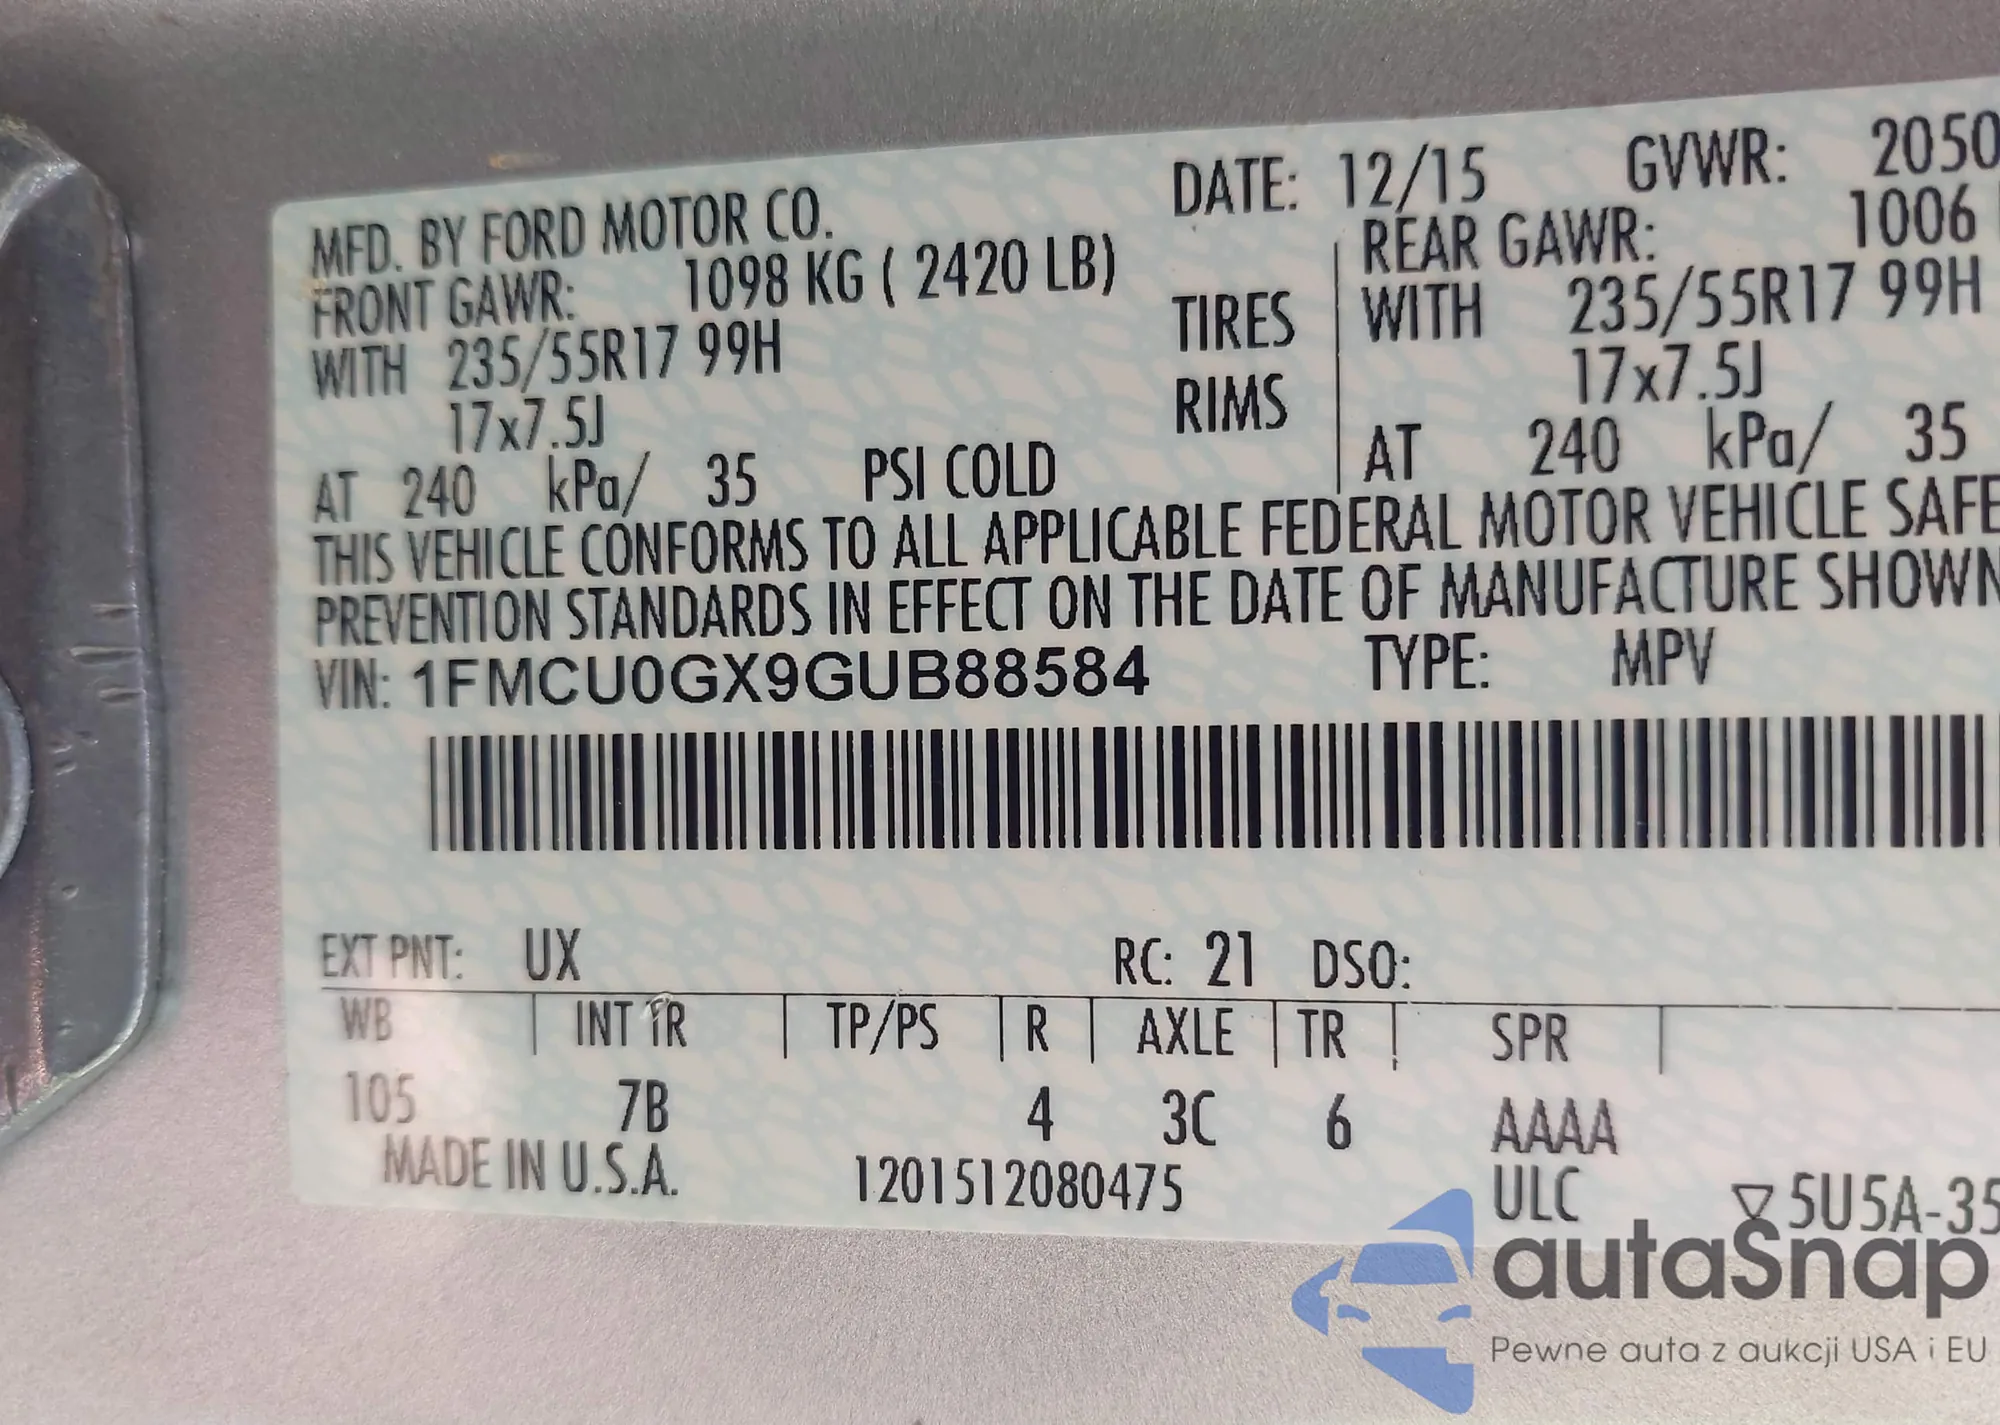 MFD. BY FORD MOTOR CO. DATE: 12/15 GVWR: 2050
FRONT GAWR: 1098 KG ( 2420 LB) REAR GAWR: 1006
WITH 235/55R17 99H TIRES WITH 235/55R17 99H
17x7.5J RIMS 17x7.5J
AT 240 kPa/ 35 PSI COLD AT 240 kPa/ 35
THIS VEHICLE CONFORMS TO ALL APPLICABLE FEDERAL MOTOR VEHICLE SAFE
PREVENTION STANDARDS IN EFFECT ON THE DATE OF MANUFACTURE SHOWN
VIN: 1FMCU0GX9GUB88584 TYPE: MPV
EXT PNT: UX RC: 21 DSO:
WB INT TR TP/PS R AXLE TR SPR
105 7B 4 3C 6 AAAA
MADE IN U.S.A. 1201512080475 ULC ▽5U5A-35
autaSnap
Pewne auta z aukcji USA i EU